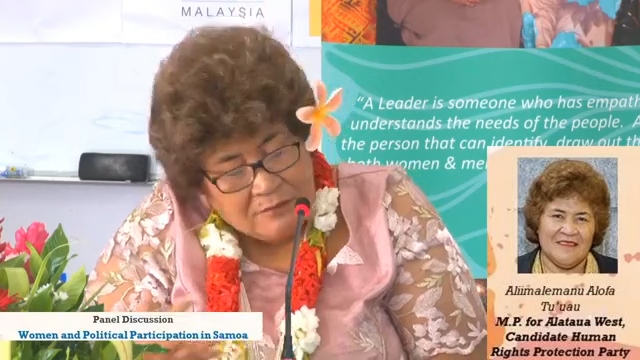 MALAYSIA
"A Leader is someone who has empath
understands the needs of the people. A
the person that can identify, draw out th
both women & me
Aliimalemanu Alofa
Tu'uau
M.P. for Alataua West,
Candidate Human
Rights Protection Party
Panel Discussion
Women and Political Participation in Samoa